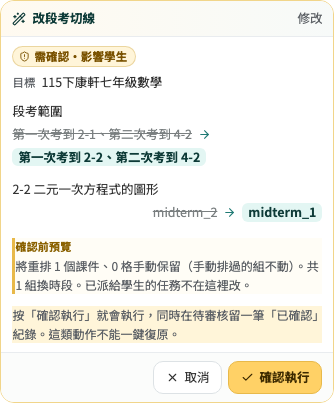 改段考切線 修改
需確認・影響學生
目標 115下康軒七年級數學
段考範圍
第一次考到 2-1、第二次考到 4-2 →
第一次考到 2-2、第二次考到 4-2
2-2 二元一次方程式的圖形
midterm_2 → midterm_1
確認前預覽
將重排 1 個課件、0 格手動保留（手動排過的組不動）。共
1 組換時段。已派給學生的任務不在這裡改。
按「確認執行」就會執行，同時在待審核留一筆「已確認」
紀錄。這類動作不能一鍵復原。
× 取消 ✓ 確認執行